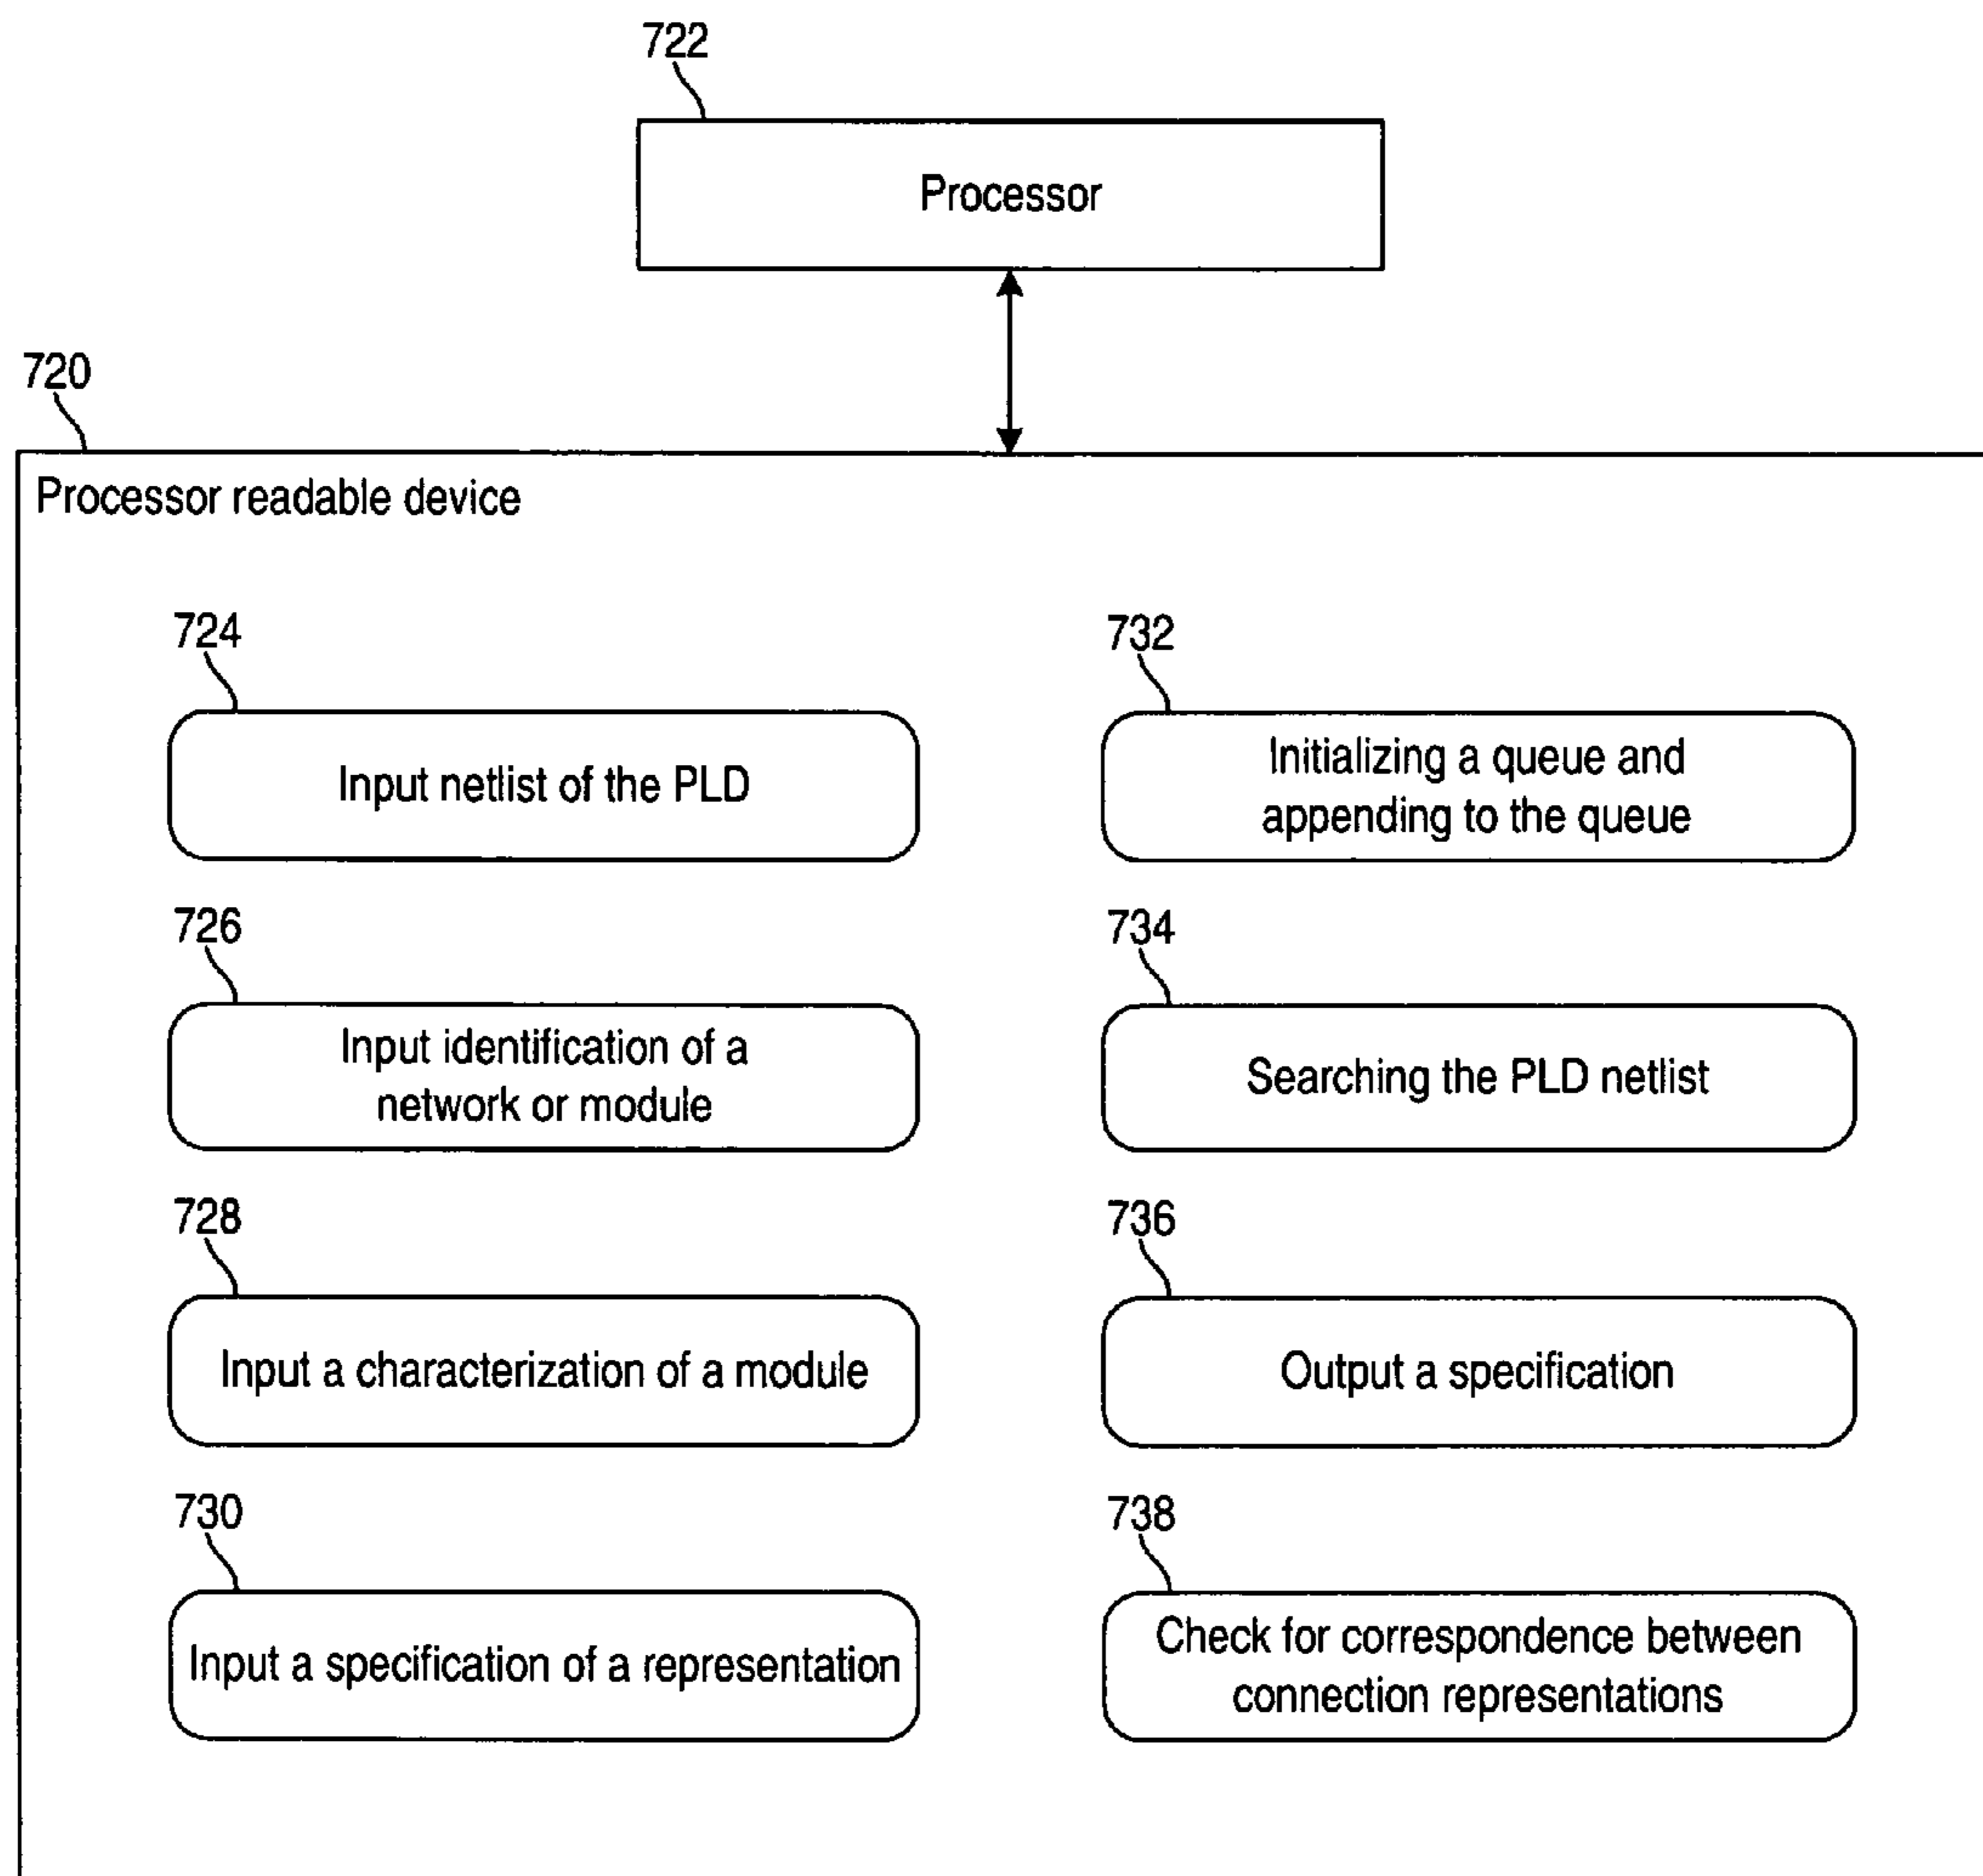 722
Processor
720
Processor readable device
724
Input netlist of the PLD
726
Input identification of a
network or module
728
Input a characterization of a module
730
Input a specification of a representation
732
Initializing a queue and
appending to the queue
734
Searching the PLD netlist
736
Output a specification
738
Check for correspondence between
connection representations